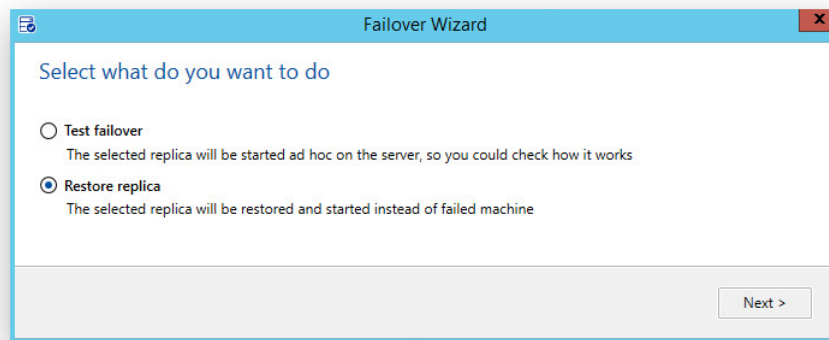 Failover Wizard
x
Select what do you want to do
Test failover
The selected replica will be started ad hoc on the server, so you could check how it works
Restore replica
The selected replica will be restored and started instead of failed machine
Next >